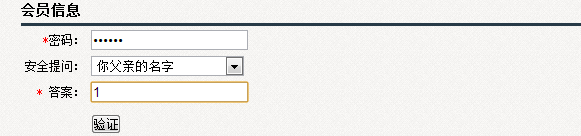 会员信息
*密码： ••••••
安全提问： 你父亲的名字
* 答案： 1
验证